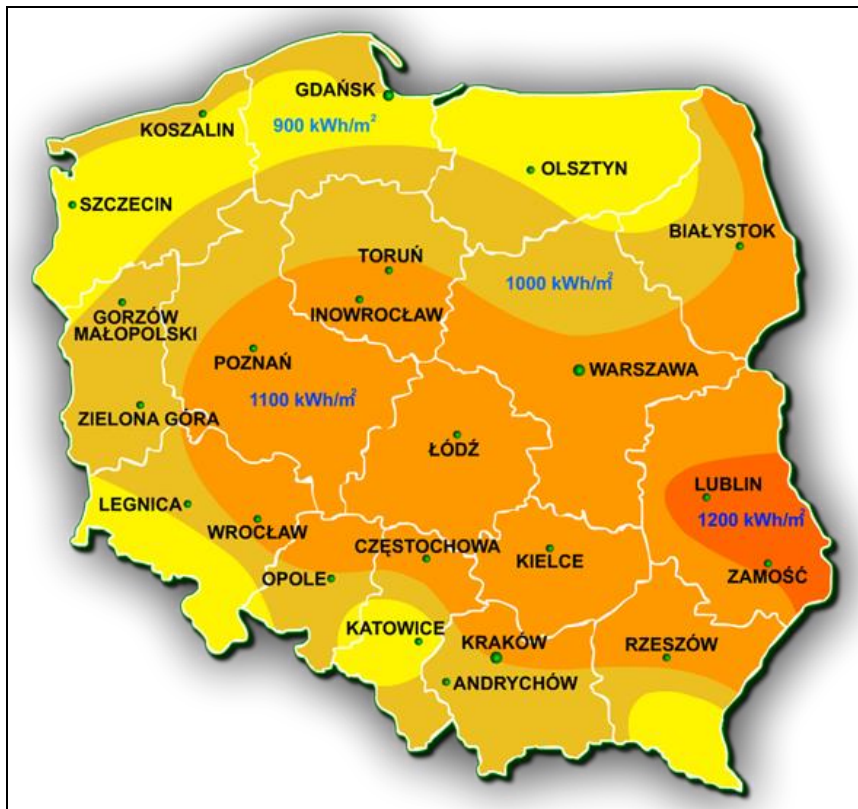 GDAŃSK
KOSZALIN
900 kWh/m²
OLSZTYN
SZCZECIN
BIAŁYSTOK
TORUŃ
1000 kWh/m²
GORZÓW
MAŁOPOLSKI
INOWROCŁAW
POZNAŃ
WARSZAWA
1100 kWh/m²
ZIELONA GÓRA
ŁÓDŹ
LUBLIN
LEGNICA
1200 kWh/m²
WROCŁAW
CZĘSTOCHOWA
KIELCE
OPOLE
ZAMOŚĆ
KATOWICE
KRAKÓW
RZESZÓW
ANDRYCHÓW